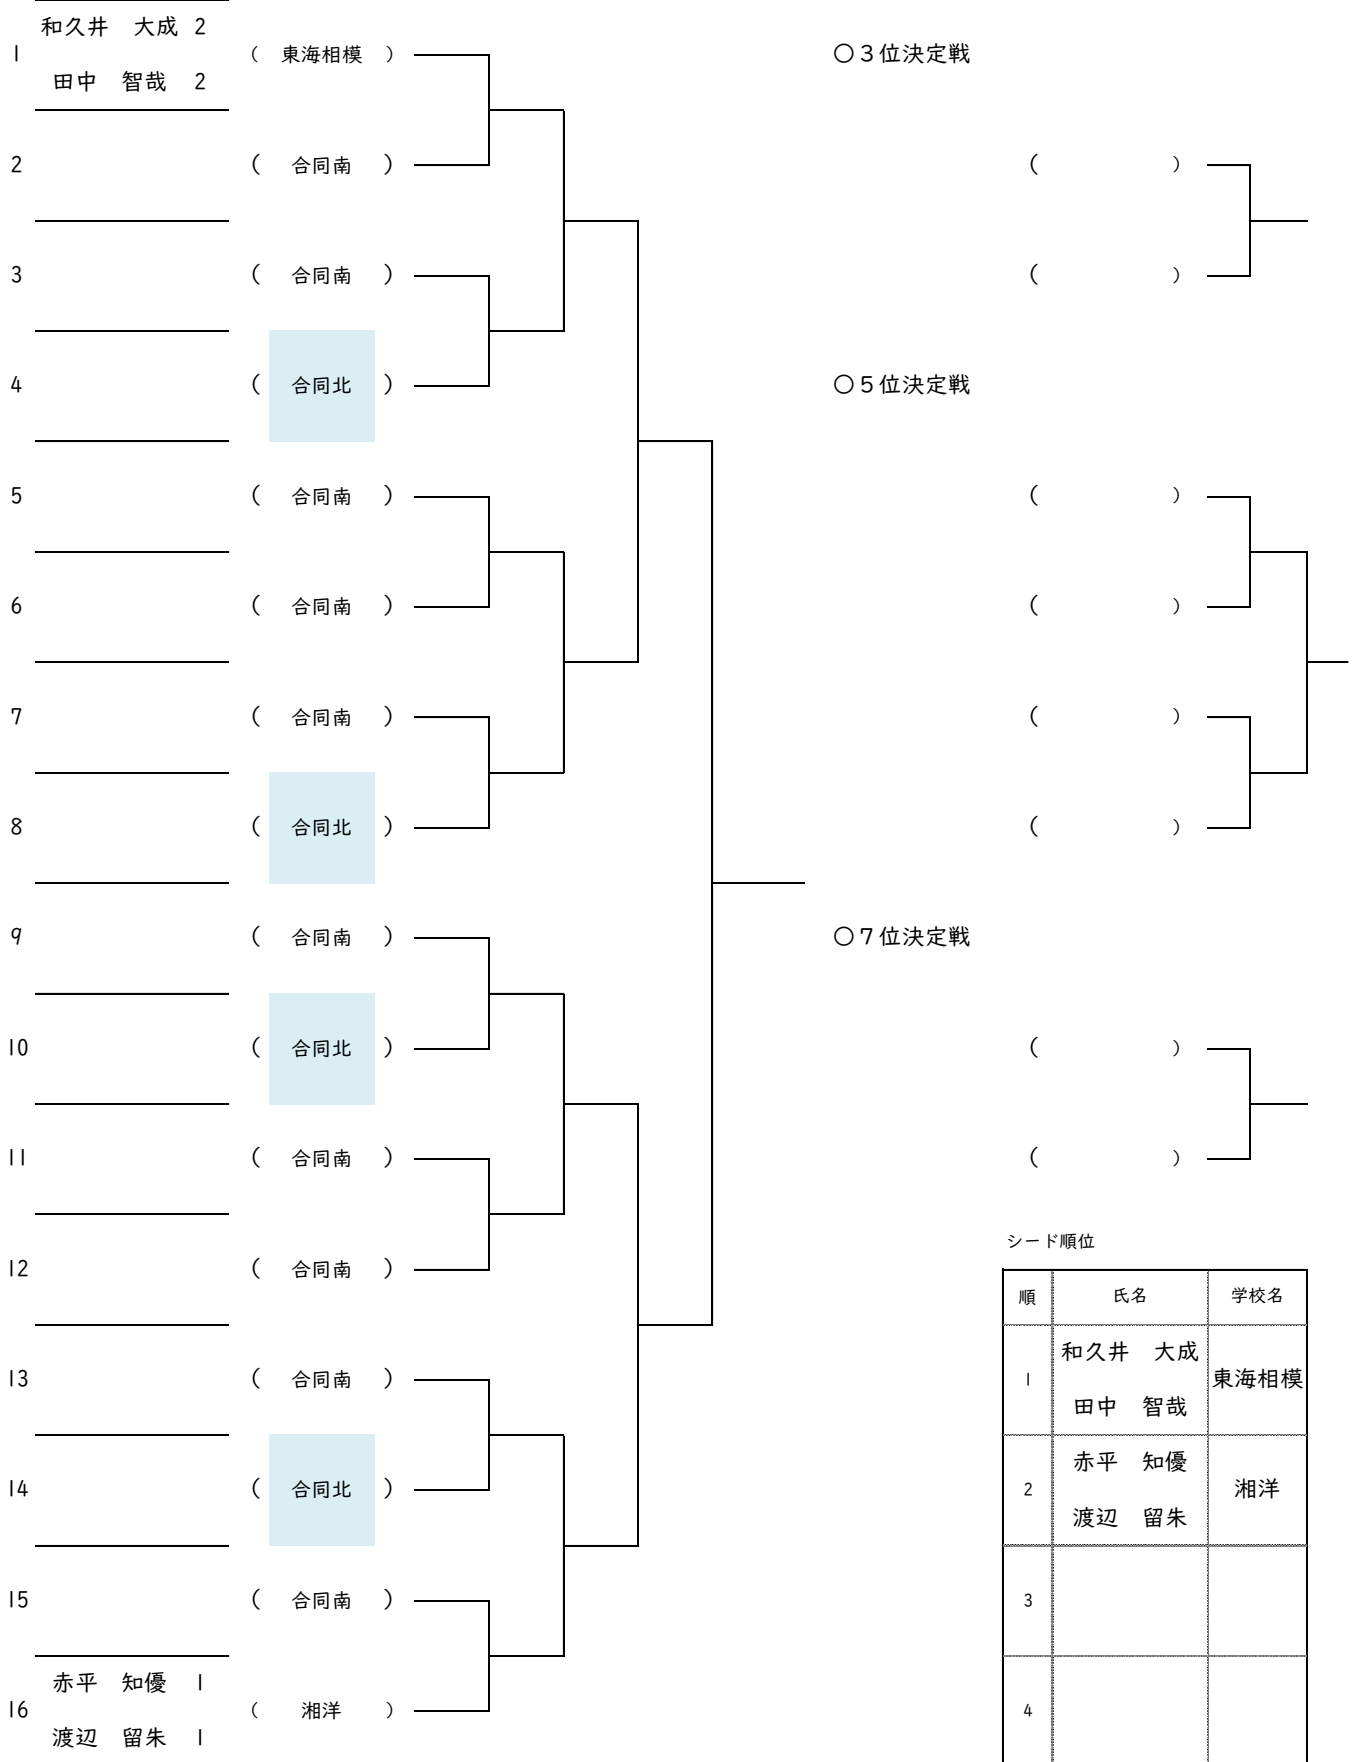 和久井　大成 2
1 ( 東海相模 )
田中　智哉 2
2 ( 合同南 )
3 ( 合同南 )
4 ( 合同北 )
5 ( 合同南 )
6 ( 合同南 )
7 ( 合同南 )
8 ( 合同北 )
9 ( 合同南 )
10 ( 合同北 )
11 ( 合同南 )
12 ( 合同南 )
13 ( 合同南 )
14 ( 合同北 )
15 ( 合同南 )
赤平　知優 1
16 ( 湘洋 )
渡辺　留朱 1
〇3位決定戦
( )
( )
〇5位決定戦
( )
( )
( )
( )
〇7位決定戦
( )
( )
シード順位
順 氏名 学校名
和久井　大成
1 東海相模
田中　智哉
赤平　知優
2 湘洋
渡辺　留朱
3
4